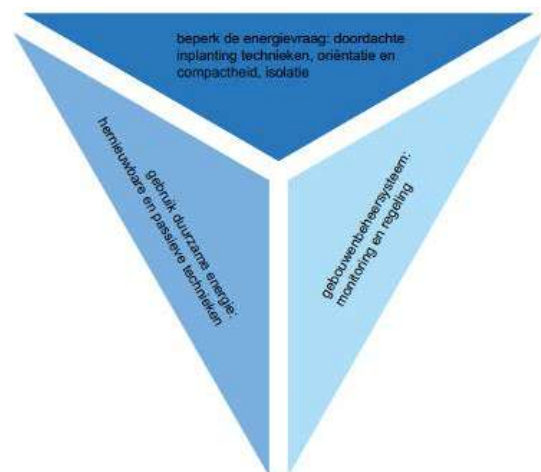 beperk de energievraag: doordachte
inplanting technieken, oriëntatie en
compactheid, isolatie
gebruik duurzame energie:
hernieuwbare en passieve technieken
gebouwenbeheersysteem:
monitoring en regeling